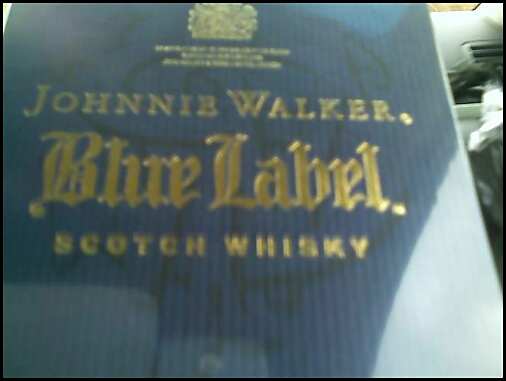 JOHNNIE WALKER.
Blue Label.
SCOTCH WHISKY